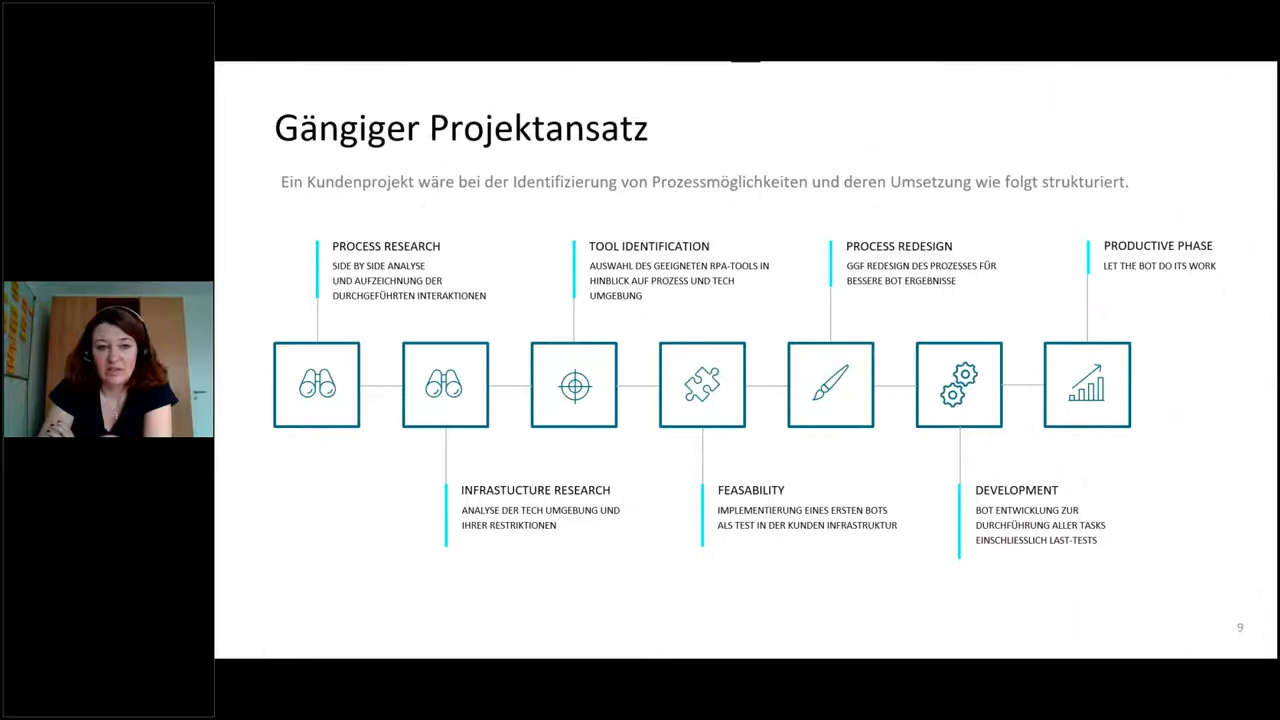 Gängiger Projektansatz
Ein Kundenprojekt wäre bei der Identifizierung von Prozessmöglichkeiten und deren Umsetzung wie folgt strukturiert.
PROCESS RESEARCH
SIDE BY SIDE ANALYSE
UND AUFZEICHNUNG DER
DURCHGEFÜHRTEN INTERAKTIONEN
TOOL IDENTIFICATION
AUSWAHL DES GEEIGNETEN RPA-TOOLS IN
HINBLICK AUF PROZESS UND TECH
UMGEBUNG
PROCESS REDESIGN
GGF REDESIGN DES PROZESSES FÜR
BESSERE BOT ERGEBNISSE
PRODUCTIVE PHASE
LET THE BOT DO ITS WORK
INFRASTUCTURE RESEARCH
ANALYSE DER TECH UMGEBUNG UND
IHRER RESTRIKTIONEN
FEASABILITY
IMPLEMENTIERUNG EINES ERSTEN BOTS
ALS TEST IN DER KUNDEN INFRASTRUKTUR
DEVELOPMENT
BOT ENTWICKLUNG ZUR
DURCHFÜHRUNG ALLER TASKS
EINSCHLIESSLICH LAST-TESTS
9